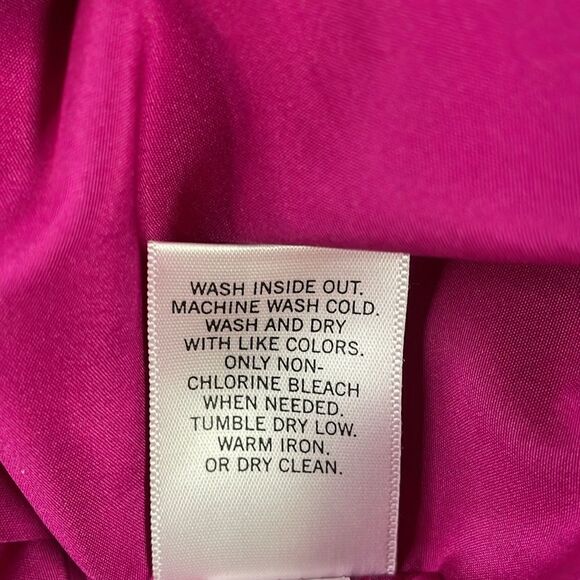 WASH INSIDE OUT.
MACHINE WASH COLD.
WASH AND DRY
WITH LIKE COLORS.
ONLY NON-
CHLORINE BLEACH
WHEN NEEDED.
TUMBLE DRY LOW.
WARM IRON.
OR DRY CLEAN.